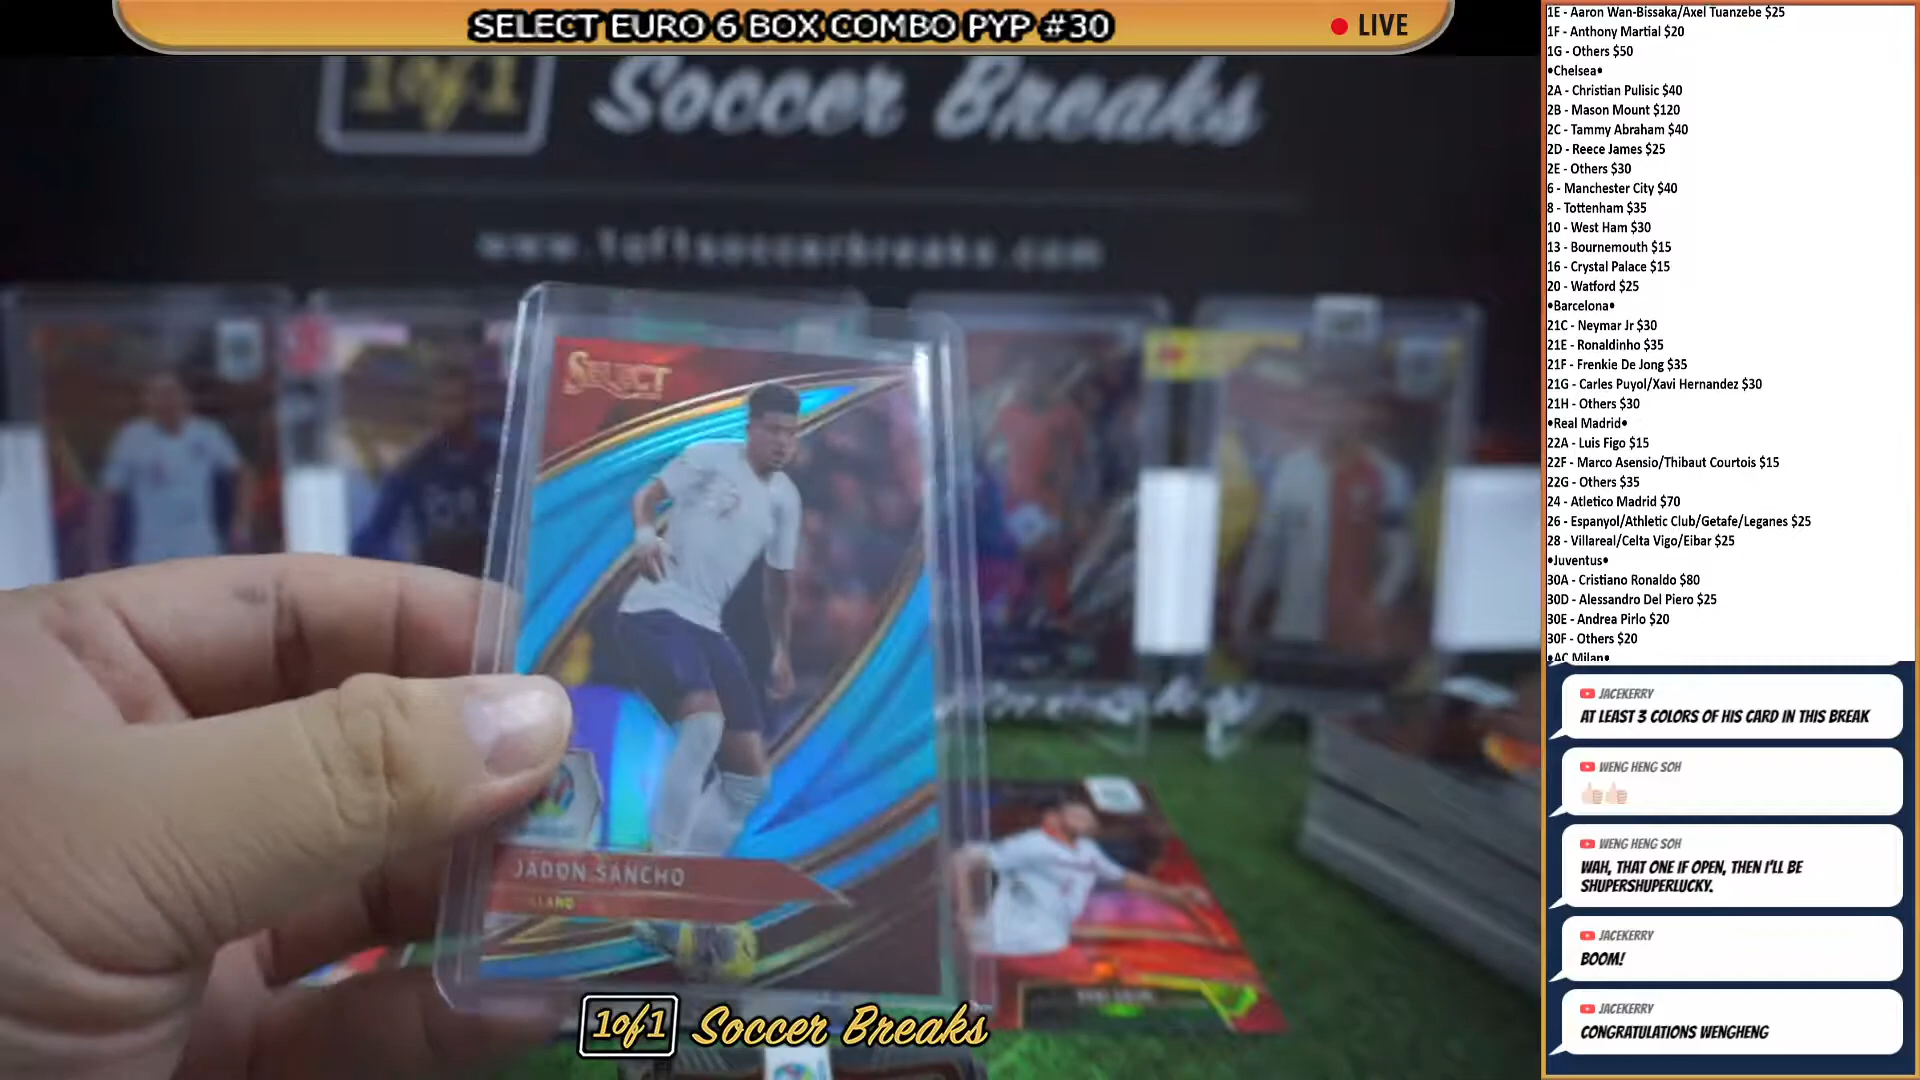 SELECT EURO 6 BOX COMBO PYP #30
LIVE
1of1 Soccer Breaks
www.1of1soccerbreaks.com
SELECT
JADON SANCHO
1of1 Soccer Breaks
1E - Aaron Wan-Bissaka/Axel Tuanzebe $25
1F - Anthony Martial $20
1G - Others $50
•Chelsea•
2A - Christian Pulisic $40
2B - Mason Mount $120
2C - Tammy Abraham $40
2D - Reece James $25
2E - Others $30
6 - Manchester City $40
8 - Tottenham $35
10 - West Ham $30
13 - Bournemouth $15
16 - Crystal Palace $15
20 - Watford $25
•Barcelona•
21C - Neymar Jr $30
21E - Ronaldinho $35
21F - Frenkie De Jong $35
21G - Carles Puyol/Xavi Hernandez $30
21H - Others $30
•Real Madrid•
22A - Luis Figo $15
22F - Marco Asensio/Thibaut Courtois $15
22G - Others $35
24 - Atletico Madrid $70
26 - Espanyol/Athletic Club/Getafe/Leganes $25
28 - Villareal/Celta Vigo/Eibar $25
•Juventus•
30A - Cristiano Ronaldo $80
30D - Alessandro Del Piero $25
30E - Andrea Pirlo $20
30F - Others $20
•AC Milan•
JACEKERRY
AT LEAST 3 COLORS OF HIS CARD IN THIS BREAK
WENG HENG SOH
👍👍
WENG HENG SOH
WAH, THAT ONE IF OPEN, THEN I'LL BE
SHUPERSHUPERLUCKY.
JACEKERRY
BOOM!
JACEKERRY
CONGRATULATIONS WENGHENG